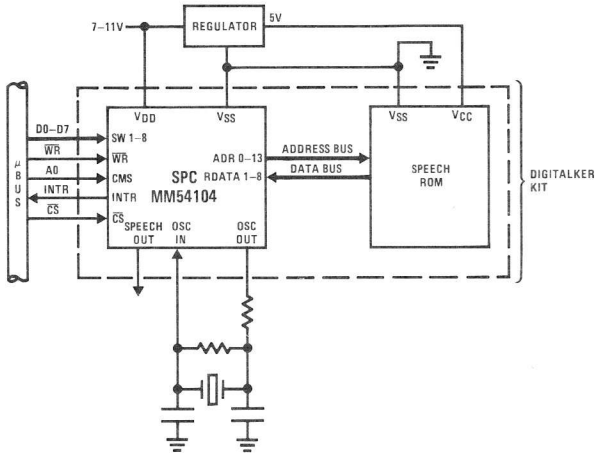 7–11V
REGULATOR
5V
VDD
VSS
VSS
VCC
μ
B
U
S
D0–D7
WR
A0
INTR
CS
SW 1–8
WR
CMS
INTR
CS
SPC
MM54104
ADR 0–13
RDATA 1–8
SPEECH
OUT
OSC
IN
OSC
OUT
ADDRESS BUS
DATA BUS
SPEECH
ROM
DIGITALKER
KIT